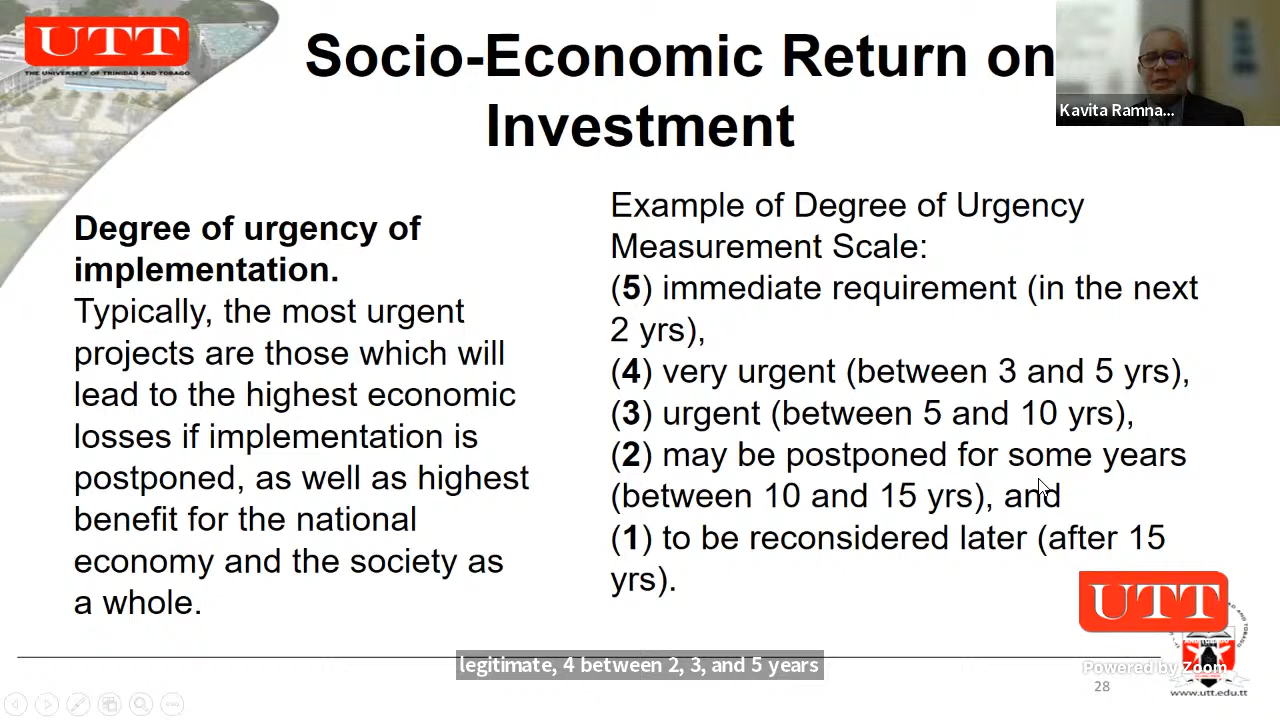 UTT
THE UNIVERSITY OF TRINIDAD AND TOBAGO
Socio-Economic Return on
Investment
Kavita Ramna...
Degree of urgency of
implementation.
Typically, the most urgent
projects are those which will
lead to the highest economic
losses if implementation is
postponed, as well as highest
benefit for the national
economy and the society as
a whole.
Example of Degree of Urgency
Measurement Scale:
(5) immediate requirement (in the next
2 yrs),
(4) very urgent (between 3 and 5 yrs),
(3) urgent (between 5 and 10 yrs),
(2) may be postponed for some years
(between 10 and 15 yrs), and
(1) to be reconsidered later (after 15
yrs).
UTT
legitimate, 4 between 2, 3, and 5 years
Powered by Zoom
28
www.utt.edu.tt